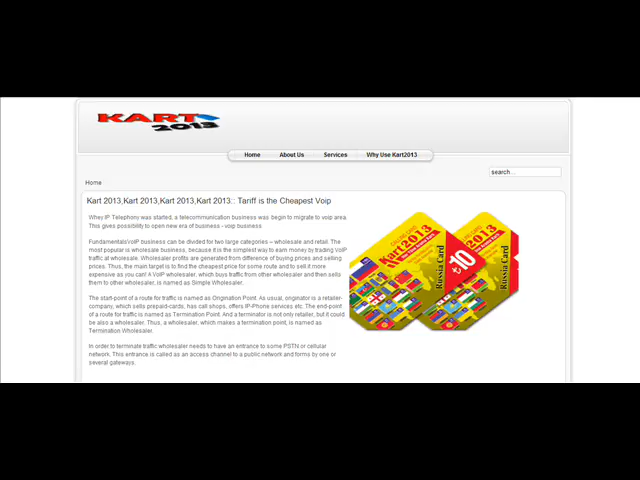 KART
2013
Home About Us Services Why Use Kart2013
search...
Home
Kart 2013,Kart 2013,Kart 2013,Kart 2013:: Tariff is the Cheapest Voip
Whey IP Telephony was started, a telecommunication business was begin to migrate to voip area.
This gives possibility to open new era of business - voip business.
Fundamentals VoIP business can be divided for two large categories – wholesale and retail. The
most popular is wholesale business, because it is the simplest way to earn money by trading VoIP
traffic at wholesale. Wholesaler profits are generated from difference of buying prices and selling
prices. Thus, the main target is to find the cheapest price for some route and to sell it more
expensive as you can! A VoIP wholesaler, which buys traffic from other wholesaler and then sells
them to other wholesaler, is named as Simple Wholesaler.
The start-point of a route for traffic is named as Origination Point. As usual, originator is a retailer-
company, which sells prepaid-cards, has call shops, offers IP-Phone services etc. The end-point
of a route for traffic is named as Termination Point. And a terminator is not only retailer, but it could
be also a wholesaler. Thus, a wholesaler, which makes a termination point, is named as
Termination Wholesaler.
In order to terminate traffic wholesaler needs to have an entrance to some PSTN or cellular
network. This entrance is called as an access channel to a public network and forms by one or
several gateways.
Kart2013
10
Russia Card
Kart2013
Russia Card